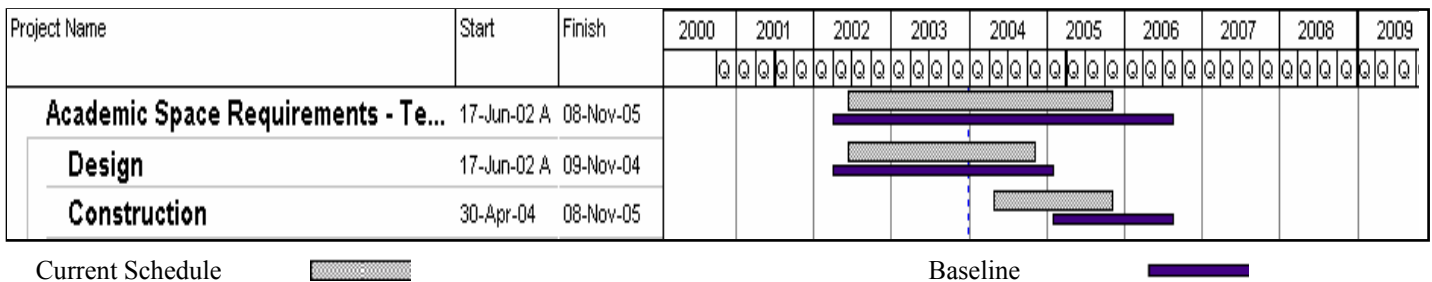 Project Name Start Finish 2000 2001 2002 2003 2004 2005 2006 2007 2008 2009
Q Q Q Q Q Q Q Q Q Q Q Q Q Q Q Q Q Q Q Q Q Q Q Q Q Q Q Q Q Q Q Q Q Q Q Q
Academic Space Requirements - Te... 17-Jun-02 A 08-Nov-05
Design 17-Jun-02 A 09-Nov-04
Construction 30-Apr-04 08-Nov-05
Current Schedule Baseline